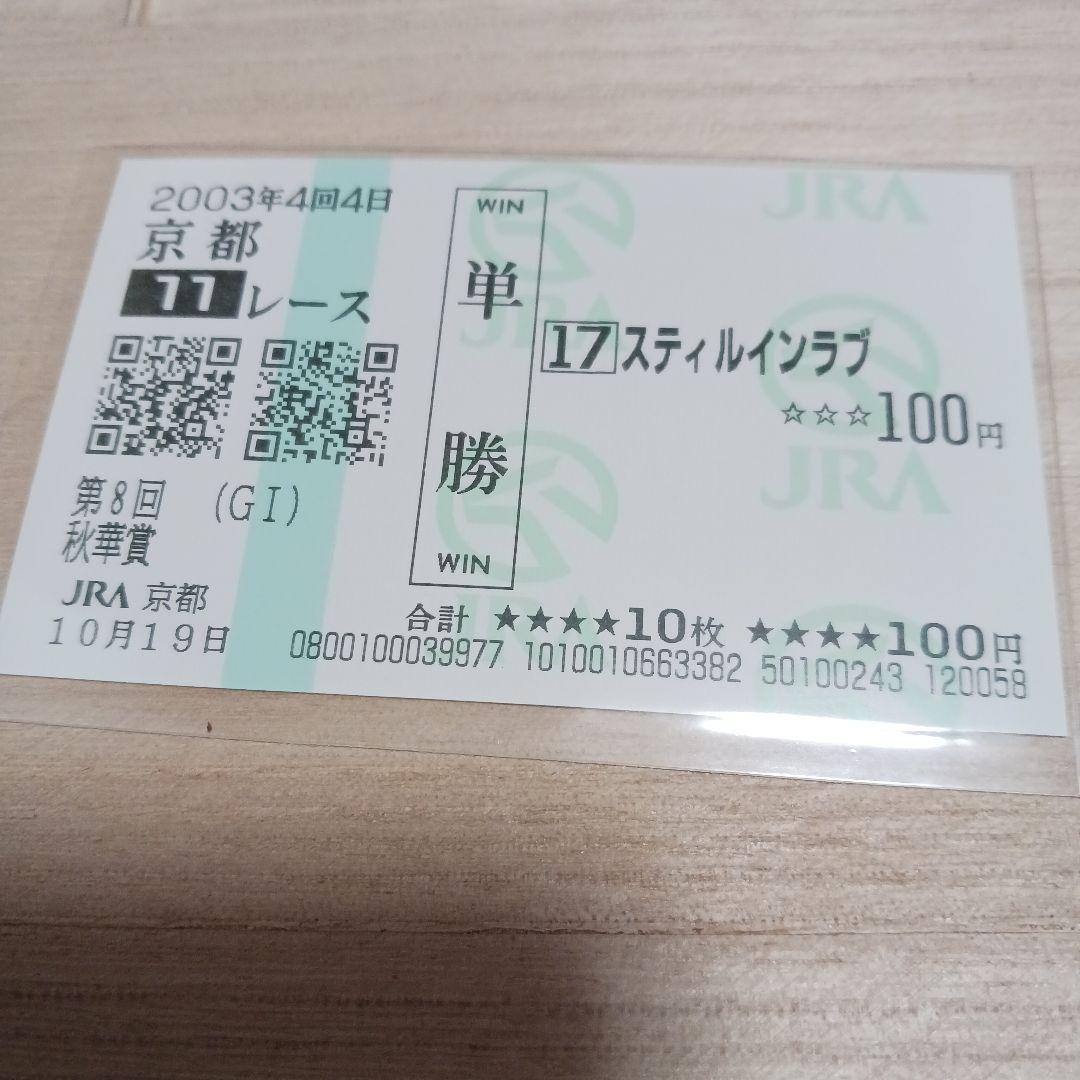 2003年4回4日
京都
11レース
第8回 (GI)
秋華賞
JRA 京都
10月19日
WIN
単勝
WIN
17 スティルインラブ
☆☆☆100円
合計 ★★★★10枚 ★★★★100円
0800100039977 1010010663382 50100243 120058
JRA
JRA
JRA